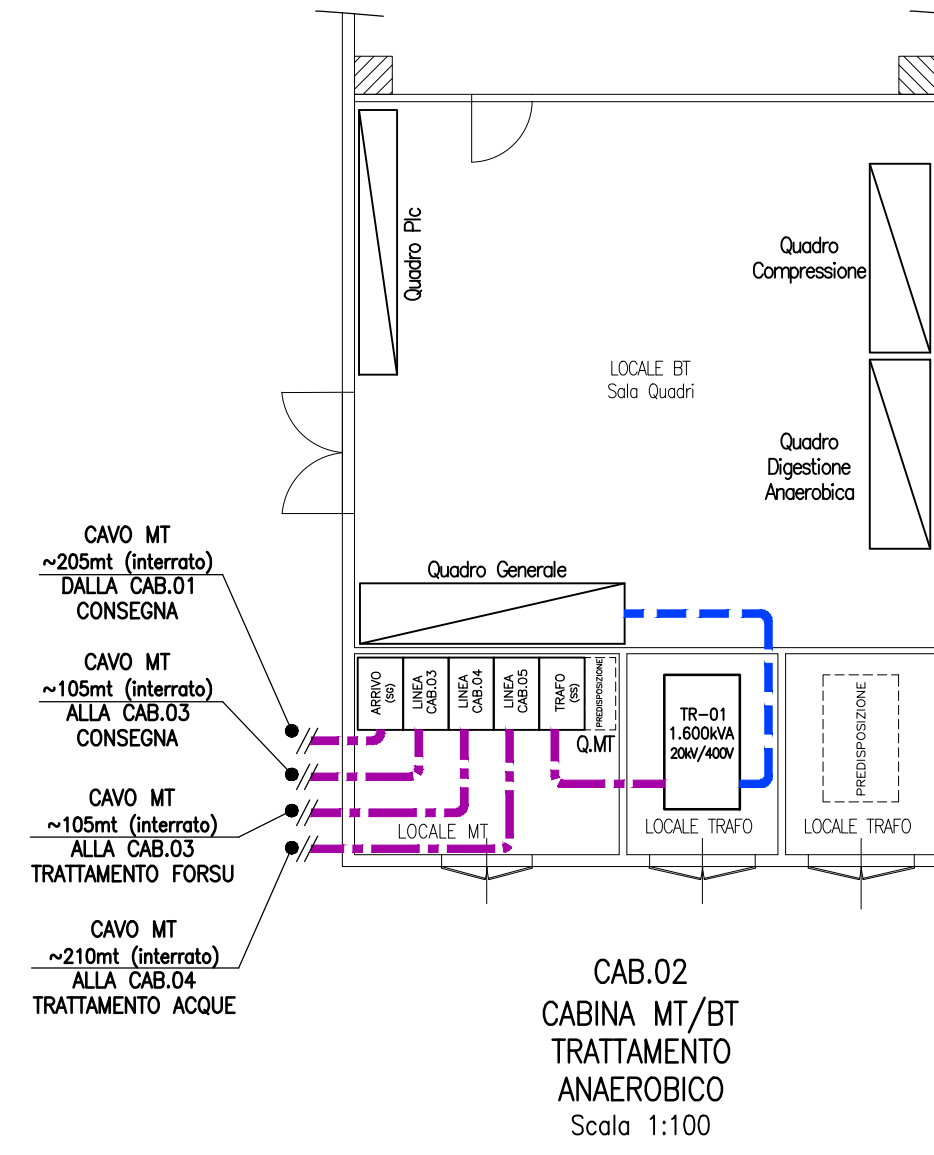 Quadro Plc
Quadro
Compressione
LOCALE BT
Sala Quadri
Quadro
Digestione
Anaerobica
Quadro Generale
CAVO MT
~205mt (interrato)
DALLA CAB.01
CONSEGNA
CAVO MT
~105mt (interrato)
ALLA CAB.03
CONSEGNA
CAVO MT
~105mt (interrato)
ALLA CAB.03
TRATTAMENTO FORSU
CAVO MT
~210mt (interrato)
ALLA CAB.04
TRATTAMENTO ACQUE
ARRIVO
(SG)
LINEA
CAB.03
LINEA
CAB.04
LINEA
CAB.05
TRAFO
(SS)
PREDISPOSIZIONE
Q.MT
LOCALE MT
TR-01
1.600kVA
20kV/400V
LOCALE TRAFO
PREDISPOSIZIONE
LOCALE TRAFO
CAB.02
CABINA MT/BT
TRATTAMENTO
ANAEROBICO
Scala 1:100